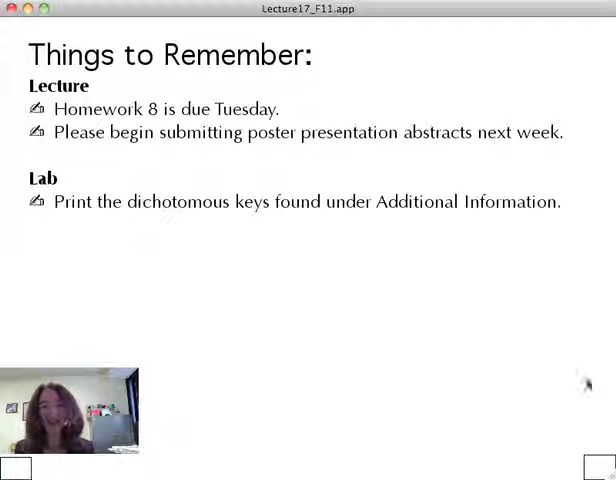 Lecture17_F11.app
Things to Remember:
Lecture
✍ Homework 8 is due Tuesday.
✍ Please begin submitting poster presentation abstracts next week.
Lab
✍ Print the dichotomous keys found under Additional Information.